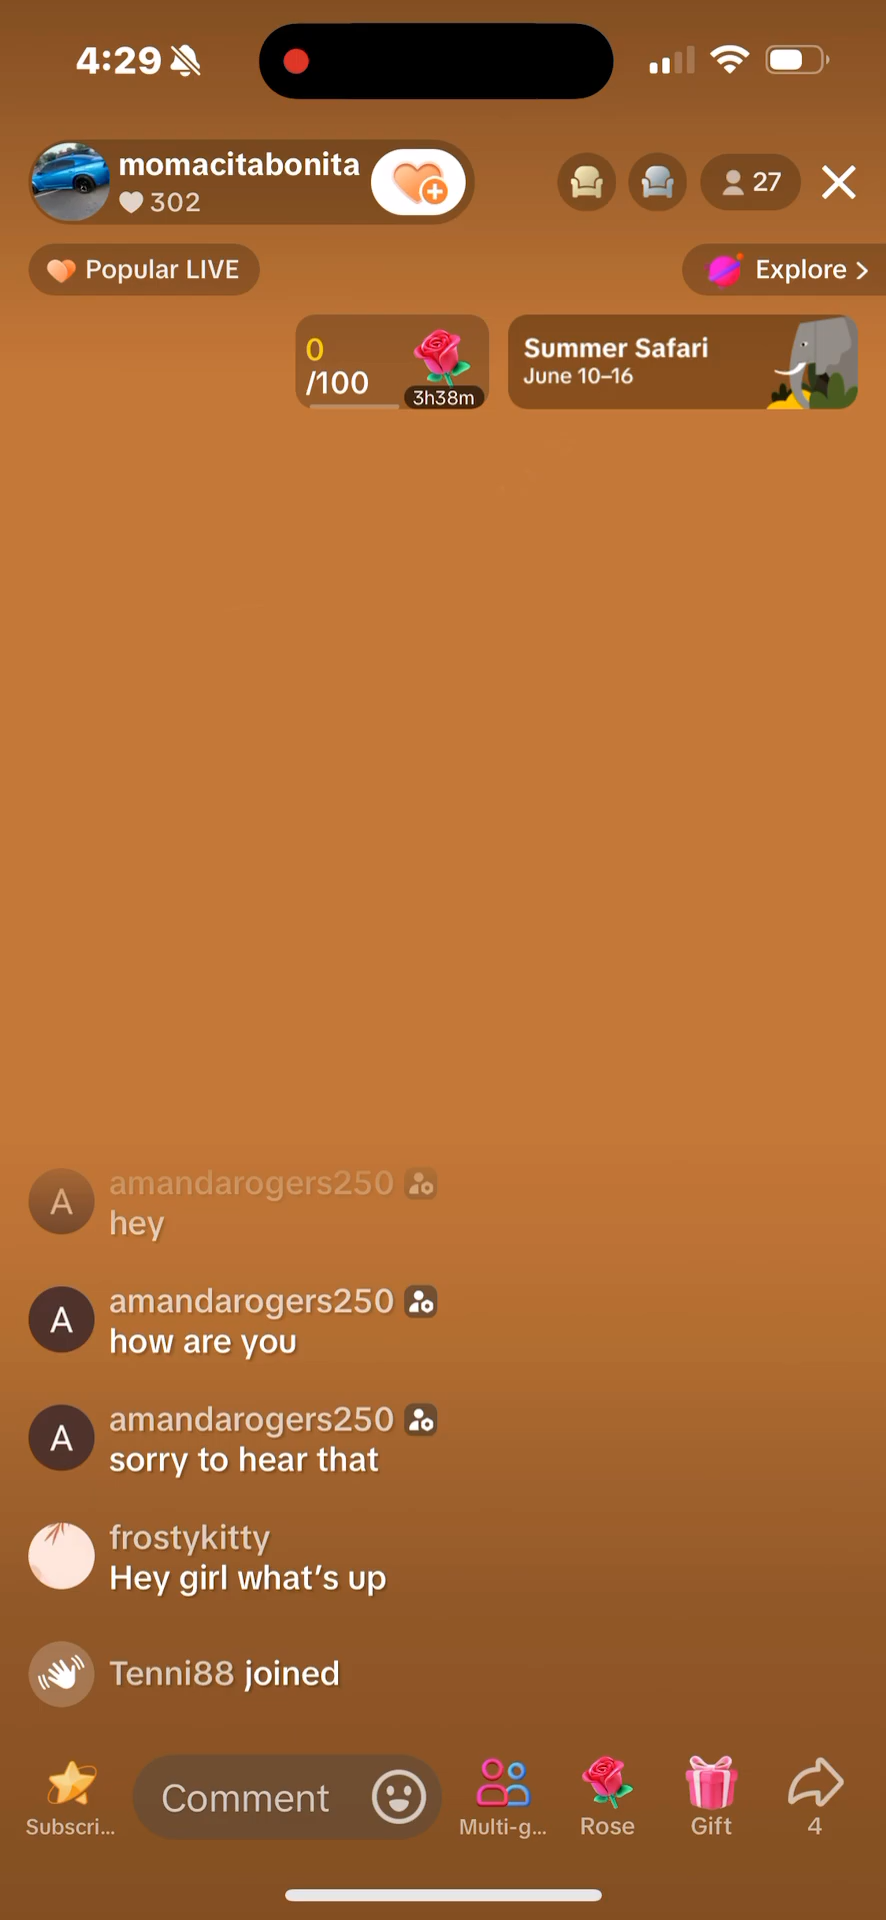 4:29
momacitabonita
302
27
Popular LIVE
Explore >
0
/100
3h38m
Summer Safari
June 10–16
amandarogers250
hey
amandarogers250
how are you
amandarogers250
sorry to hear that
frostykitty
Hey girl what’s up
Tenni88 joined
A
A
A
Comment
Subscri...
Multi-g...
Rose
Gift
4